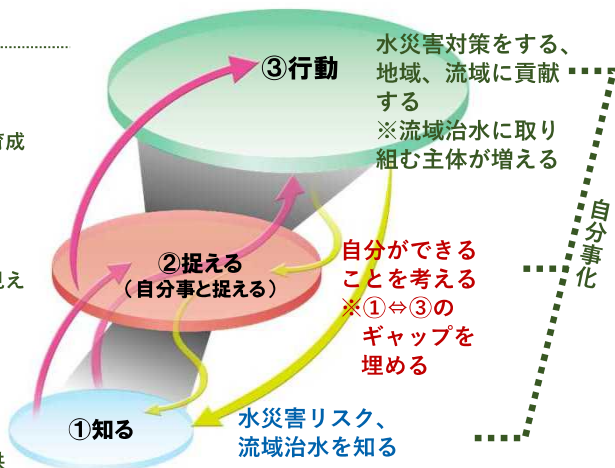 ③行動
水災害対策をする、
地域、流域に貢献
する
※流域治水に取り
組む主体が増える
育成
自分事化
②捉える
（自分事と捉える）
自分ができる
ことを考える
※①⇔③の
ギャップを
埋める
見え
①知る
水災害リスク、
流域治水を知る